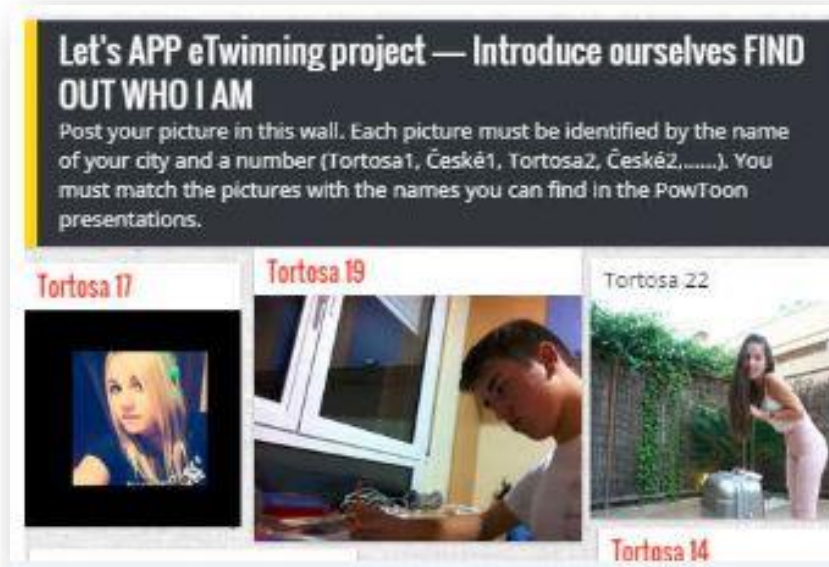 Let's APP eTwinning project — Introduce ourselves FIND
OUT WHO I AM
Post your picture in this wall. Each picture must be identified by the name
of your city and a number (Tortosa1, České1, Tortosa2, České2,......). You
must match the pictures with the names you can find in the PowToon
presentations.
Tortosa 17
Tortosa 19
Tortosa 22
Tortosa 14